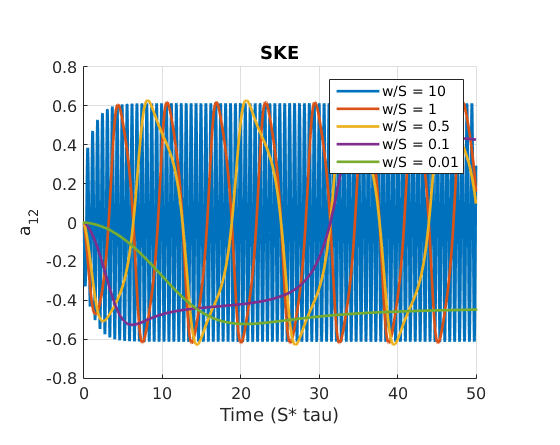 SKE
0.8
0.6
0.4
0.2
0
-0.2
-0.4
-0.6
-0.8
a12
w/S = 10
w/S = 1
w/S = 0.5
w/S = 0.1
w/S = 0.01
0 10 20 30 40 50
Time (S* tau)